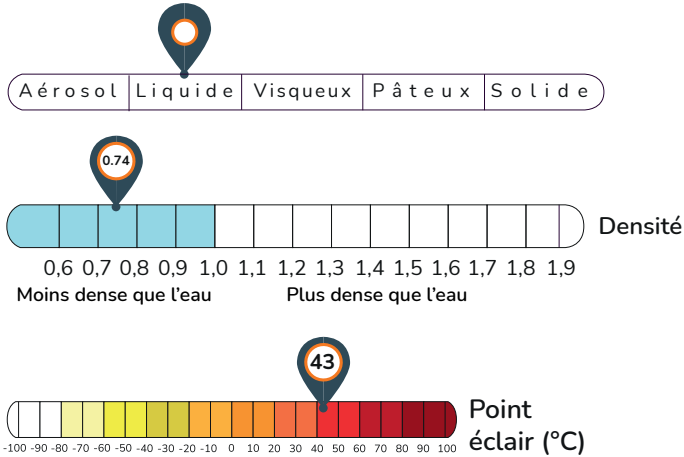 Aérosol Liquide Visqueux Pâteux Solide
0.74
Densité
0,6 0,7 0,8 0,9 1,0 1,1 1,2 1,3 1,4 1,5 1,6 1,7 1,8 1,9
Moins dense que l'eau Plus dense que l'eau
43
Point
éclair (°C)
-100 -90 -80 -70 -60 -50 -40 -30 -20 -10 0 10 20 30 40 50 60 70 80 90 100